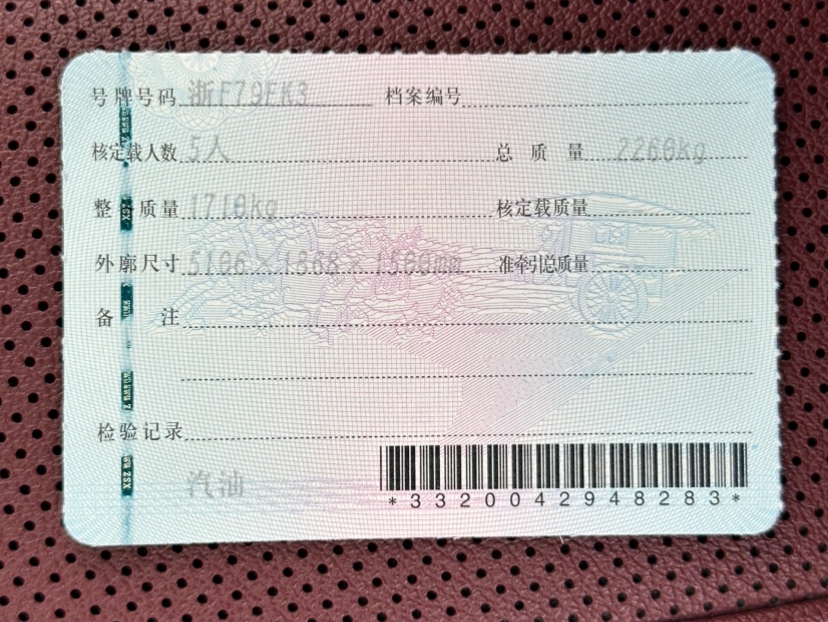 号牌号码 浙F79FK3 档案编号
核定载人数 5人 总质量 2260kg
整备质量 1710kg 核定载质量 --
外廓尺寸 5106×1868×1500mm 准牵引总质量 --
备注
检验记录
汽油
*3320042948283*